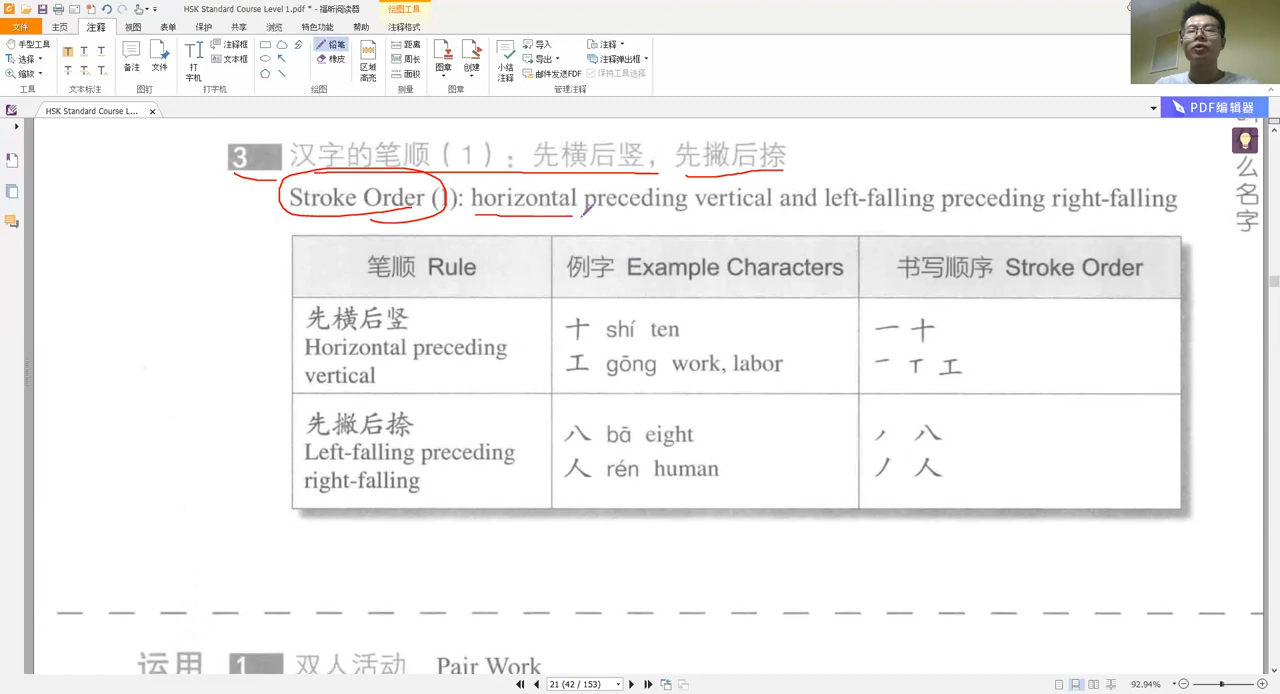 HSK Standard Course Level 1.pdf * - 福昕阅读器
绘图工具
文件 主页 注释 视图 表单 保护 共享 浏览 特色功能 帮助 注释格式
手型工具
选择
缩放
工具
文本标注
备注
文件
图钉
打字机
注释框
文本框
打字机
铅笔
橡皮
绘图
区域高亮
距离
周长
面积
测量
图章
创建
图章
小结注释
导入
导出
邮件发送FDF
注释
注释弹出框
保持工具选择
管理注释
HSK Standard Course L...
PDF编辑器
3 汉字的笔顺（1）：先横后竖，先撇后捺
Stroke Order (1): horizontal preceding vertical and left-falling preceding right-falling
笔顺 Rule 例字 Example Characters 书写顺序 Stroke Order
先横后竖
Horizontal preceding
vertical
十 shí ten
工 gōng work, labor
一 十
一 丅 工
先撇后捺
Left-falling preceding
right-falling
八 bā eight
人 rén human
丿 八
丿 人
么名字
运用 1 双人活动 Pair Work
21 (42 / 153)
92.94%